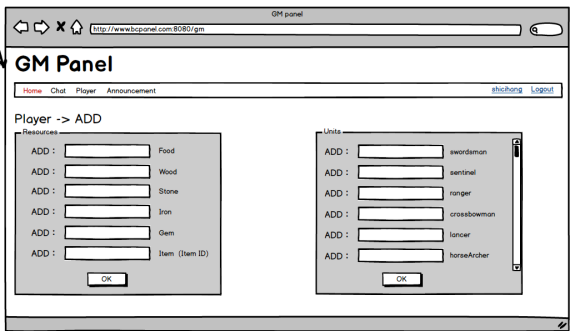 GM panel
http://www.bcpanel.com:8080/gm
GM Panel
Home Chat Player Announcement shicihang Logout
Player -> ADD
Resources
ADD : Food
ADD : Wood
ADD : Stone
ADD : Iron
ADD : Gem
ADD : Item (Item ID)
OK
Units
ADD : swordsman
ADD : sentinel
ADD : ranger
ADD : crossbowman
ADD : lancer
ADD : horseArcher
OK